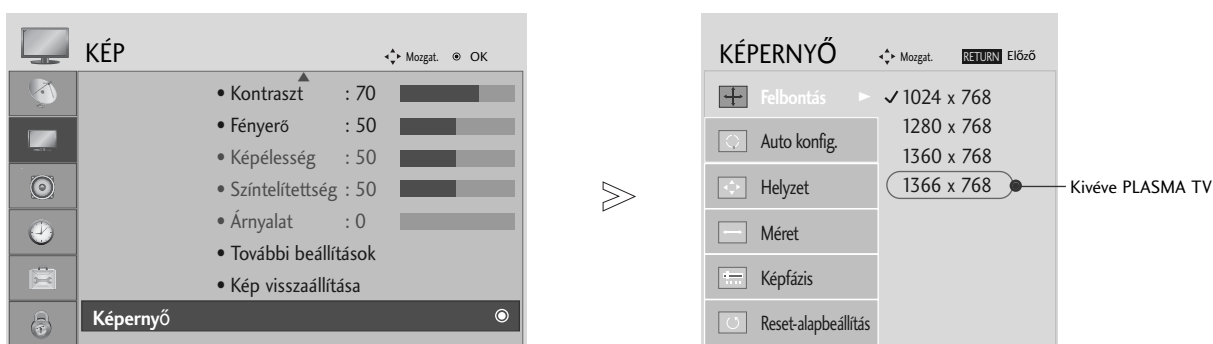 KÉP
Mozgat. OK
• Kontraszt : 70
• Fényerő : 50
• Képélesség : 50
• Színtelítettség : 50
• Árnyalat : 0
• További beállítások
• Kép visszaállítása
Képernyő
KÉPERNYŐ
Mozgat. RETURN Előző
Felbontás
Auto konfig.
Helyzet
Méret
Képfázis
Reset-alapbeállítás
1024 x 768
1280 x 768
1360 x 768
1366 x 768
Kivéve PLASMA TV